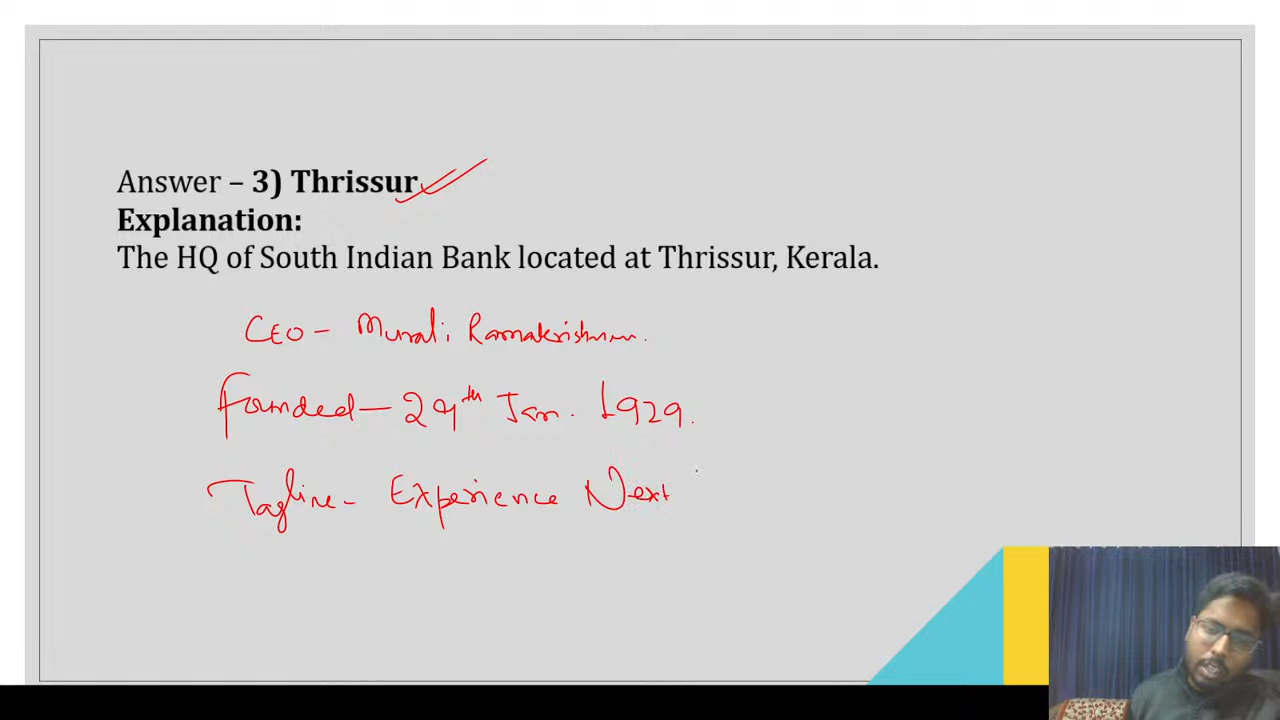 Answer – 3) Thrissur
Explanation:
The HQ of South Indian Bank located at Thrissur, Kerala.
CEO - Murali Ramakrishnan.
founded - 29th Jan. 1929.
Tagline - Experience Next